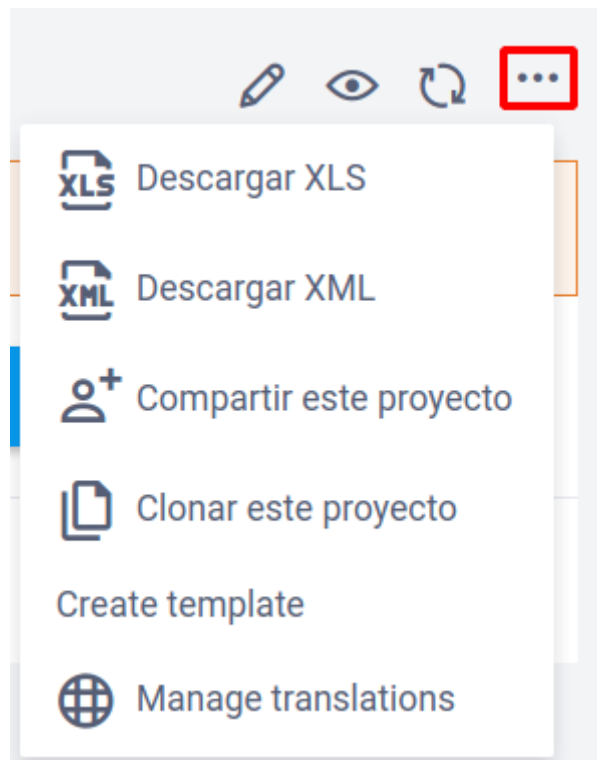 XLS Descargar XLS
XML Descargar XML
Compartir este proyecto
Clonar este proyecto
Create template
Manage translations